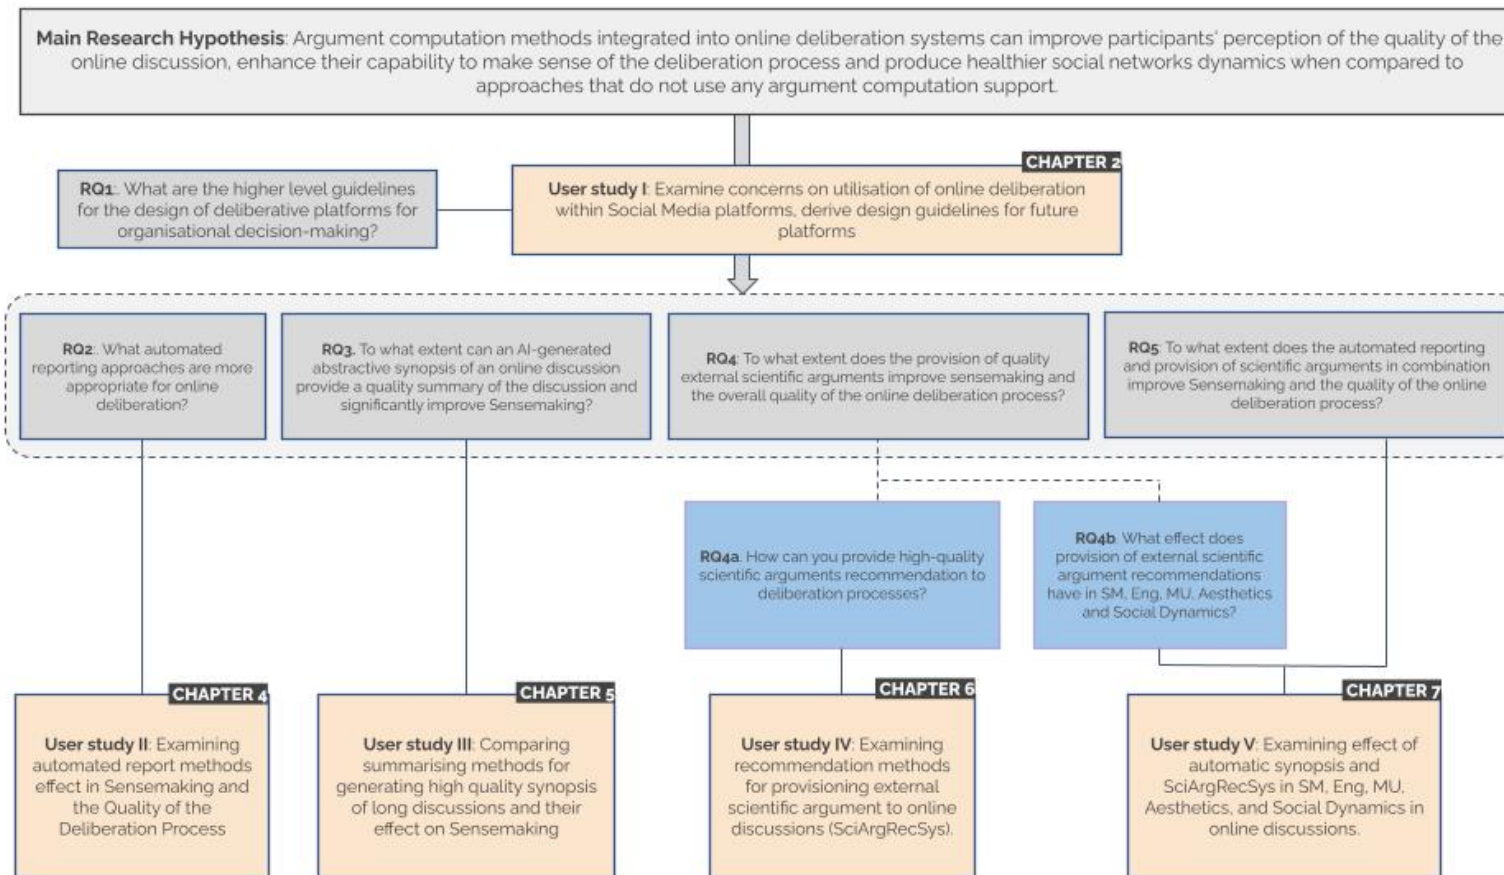 Main Research Hypothesis: Argument computation methods integrated into online deliberation systems can improve participants' perception of the quality of the
online discussion, enhance their capability to make sense of the deliberation process and produce healthier social networks dynamics when compared to
approaches that do not use any argument computation support.
RQ1:. What are the higher level guidelines
for the design of deliberative platforms for
organisational decision-making?
CHAPTER 2
User study I: Examine concerns on utilisation of online deliberation
within Social Media platforms, derive design guidelines for future
platforms
RQ2:. What automated
reporting approaches are more
appropriate for online
deliberation?
RQ3. To what extent can an AI-generated
abstractive synopsis of an online discussion
provide a quality summary of the discussion and
significantly improve Sensemaking?
RQ4: To what extent does the provision of quality
external scientific arguments improve sensemaking and
the overall quality of the online deliberation process?
RQ5: To what extent does the automated reporting
and provision of scientific arguments in combination
improve Sensemaking and the quality of the online
deliberation process?
RQ4a. How can you provide high-quality
scientific arguments recommendation to
deliberation processes?
RQ4b. What effect does
provision of external scientific
argument recommendations
have in SM, Eng, MU, Aesthetics
and Social Dynamics?
CHAPTER 4
User study II: Examining
automated report methods
effect in Sensemaking and
the Quality of the
Deliberation Process
CHAPTER 5
User study III: Comparing
summarising methods for
generating high quality synopsis
of long discussions and their
effect on Sensemaking
CHAPTER 6
User study IV: Examining
recommendation methods
for provisioning external
scientific argument to online
discussions (SciArgRecSys).
CHAPTER 7
User study V: Examining effect of
automatic synopsis and
SciArgRecSys in SM, Eng, MU,
Aesthetics, and Social Dynamics in
online discussions.